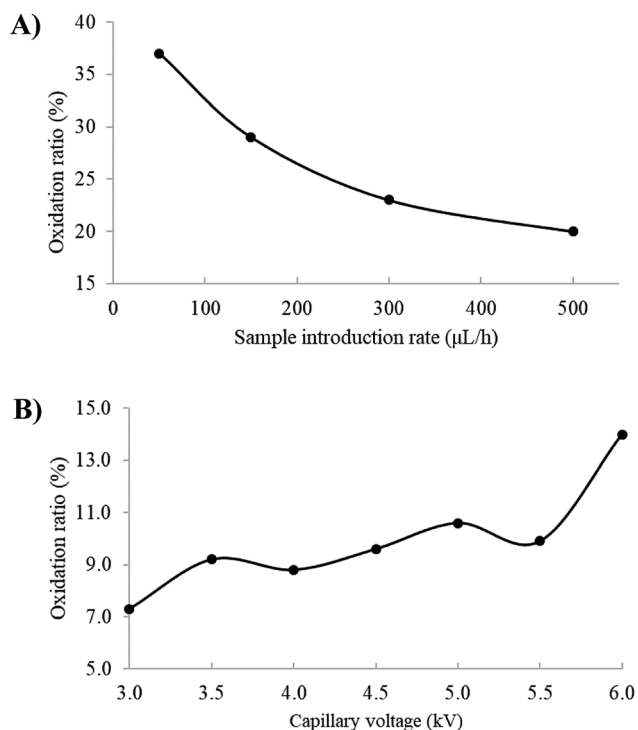 A)
Oxidation ratio (%)
40
35
30
25
20
15
0 100 200 300 400 500
Sample introduction rate (μL/h)
B)
Oxidation ratio (%)
15.0
13.0
11.0
9.0
7.0
5.0
3.0 3.5 4.0 4.5 5.0 5.5 6.0
Capillary voltage (kV)